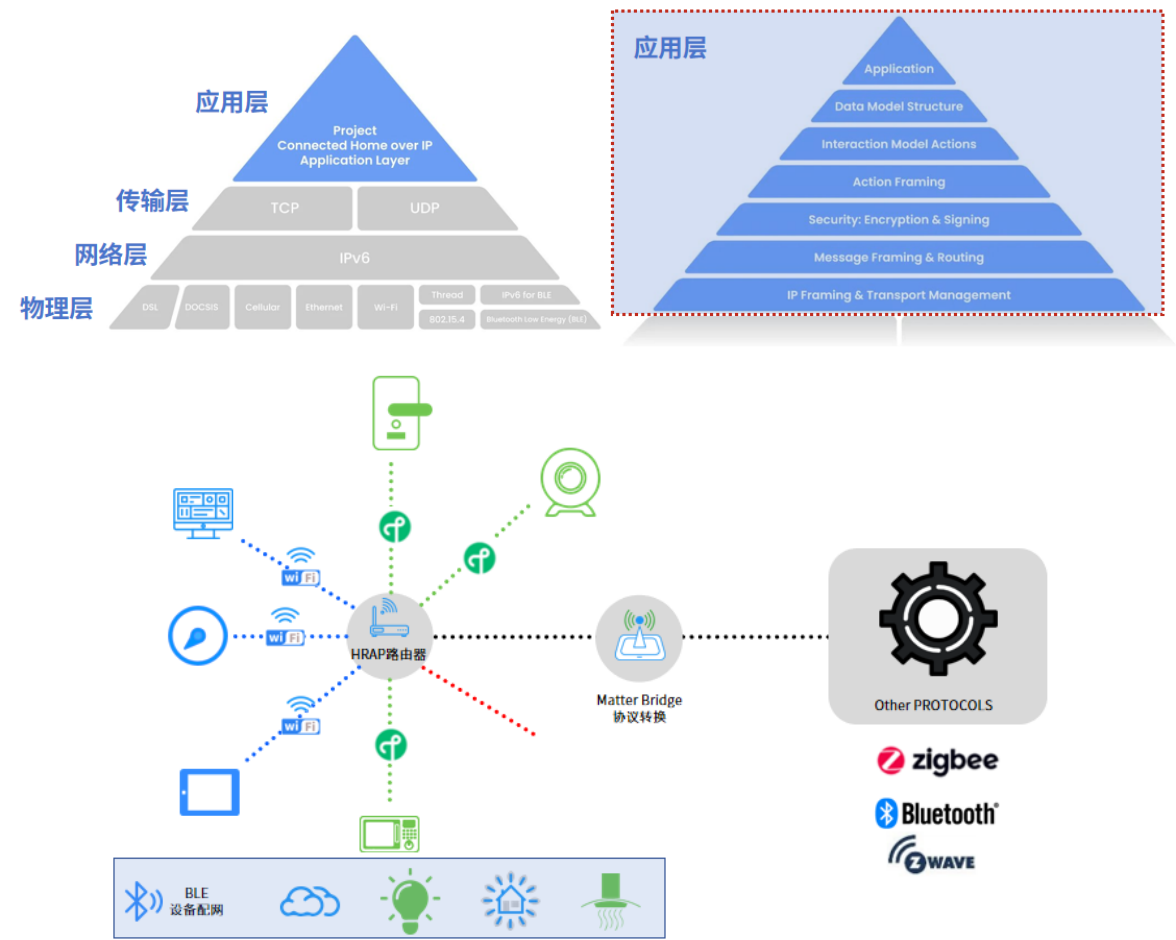 应用层
Project
Connected Home over IP
Application Layer
传输层
TCP
UDP
网络层
IPv6
物理层
DSL
DOCSIS
Cellular
Ethernet
Wi-Fi
Thread
802.15.4
IPv6 for BLE
Bluetooth Low Energy (BLE)
应用层
Application
Data Model Structure
Interaction Model Actions
Action Framing
Security: Encryption & Signing
Message Framing & Routing
IP Framing & Transport Management
Wi Fi
Wi Fi
Wi Fi
HRAP路由器
Matter Bridge
协议转换
Other PROTOCOLS
zigbee
Bluetooth®
Z WAVE
BLE
设备配网